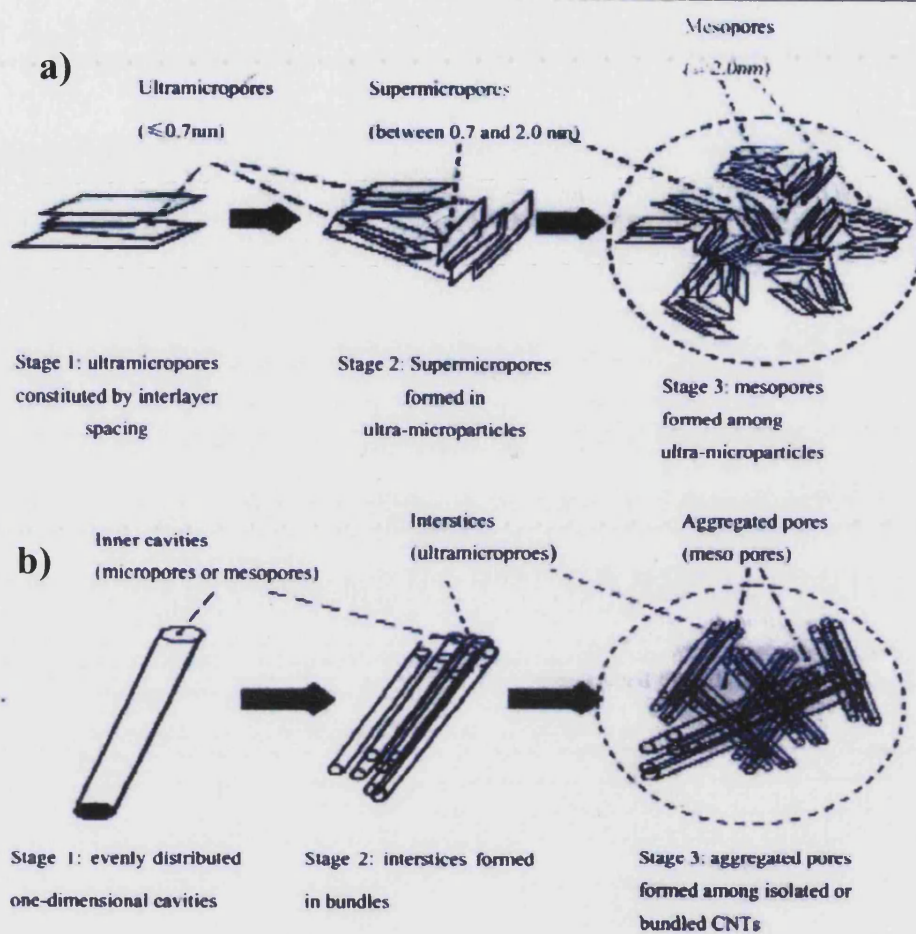 a)
Ultramicropores
(⩽0.7nm)
Supermicropores
(between 0.7 and 2.0 nm)
Mesopores
2.0nm)
Stage 1: ultramicropores
constituted by interlayer
spacing
Stage 2: Supermicropores
formed in
ultra-microparticles
Stage 3: mesopores
formed among
ultra-microparticles
b)
Inner cavities
(micropores or mesopores)
Interstices
(ultramicroproes)
Aggregated pores
(meso pores)
Stage 1: evenly distributed
one-dimensional cavities
Stage 2: interstices formed
in bundles
Stage 3: aggregated pores
formed among isolated or
bundled CNTs